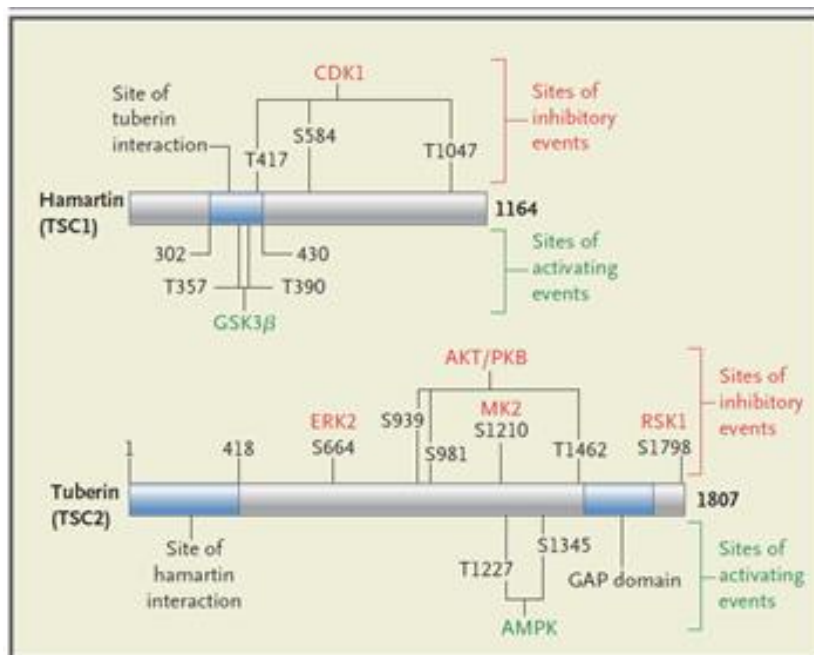 CDK1
Site of
tuberin
interaction
T417
S584
T1047
Sites of
inhibitory
events
Hamartin
(TSC1)
1164
302
430
T357
T390
GSK3β
Sites of
activating
events
AKT/PKB
ERK2
S664
S939
S981
MK2
S1210
T1462
RSK1
S1798
Sites of
inhibitory
events
1
418
Tuberin
(TSC2)
1807
Site of
hamartin
interaction
T1227
S1345
GAP domain
AMPK
Sites of
activating
events